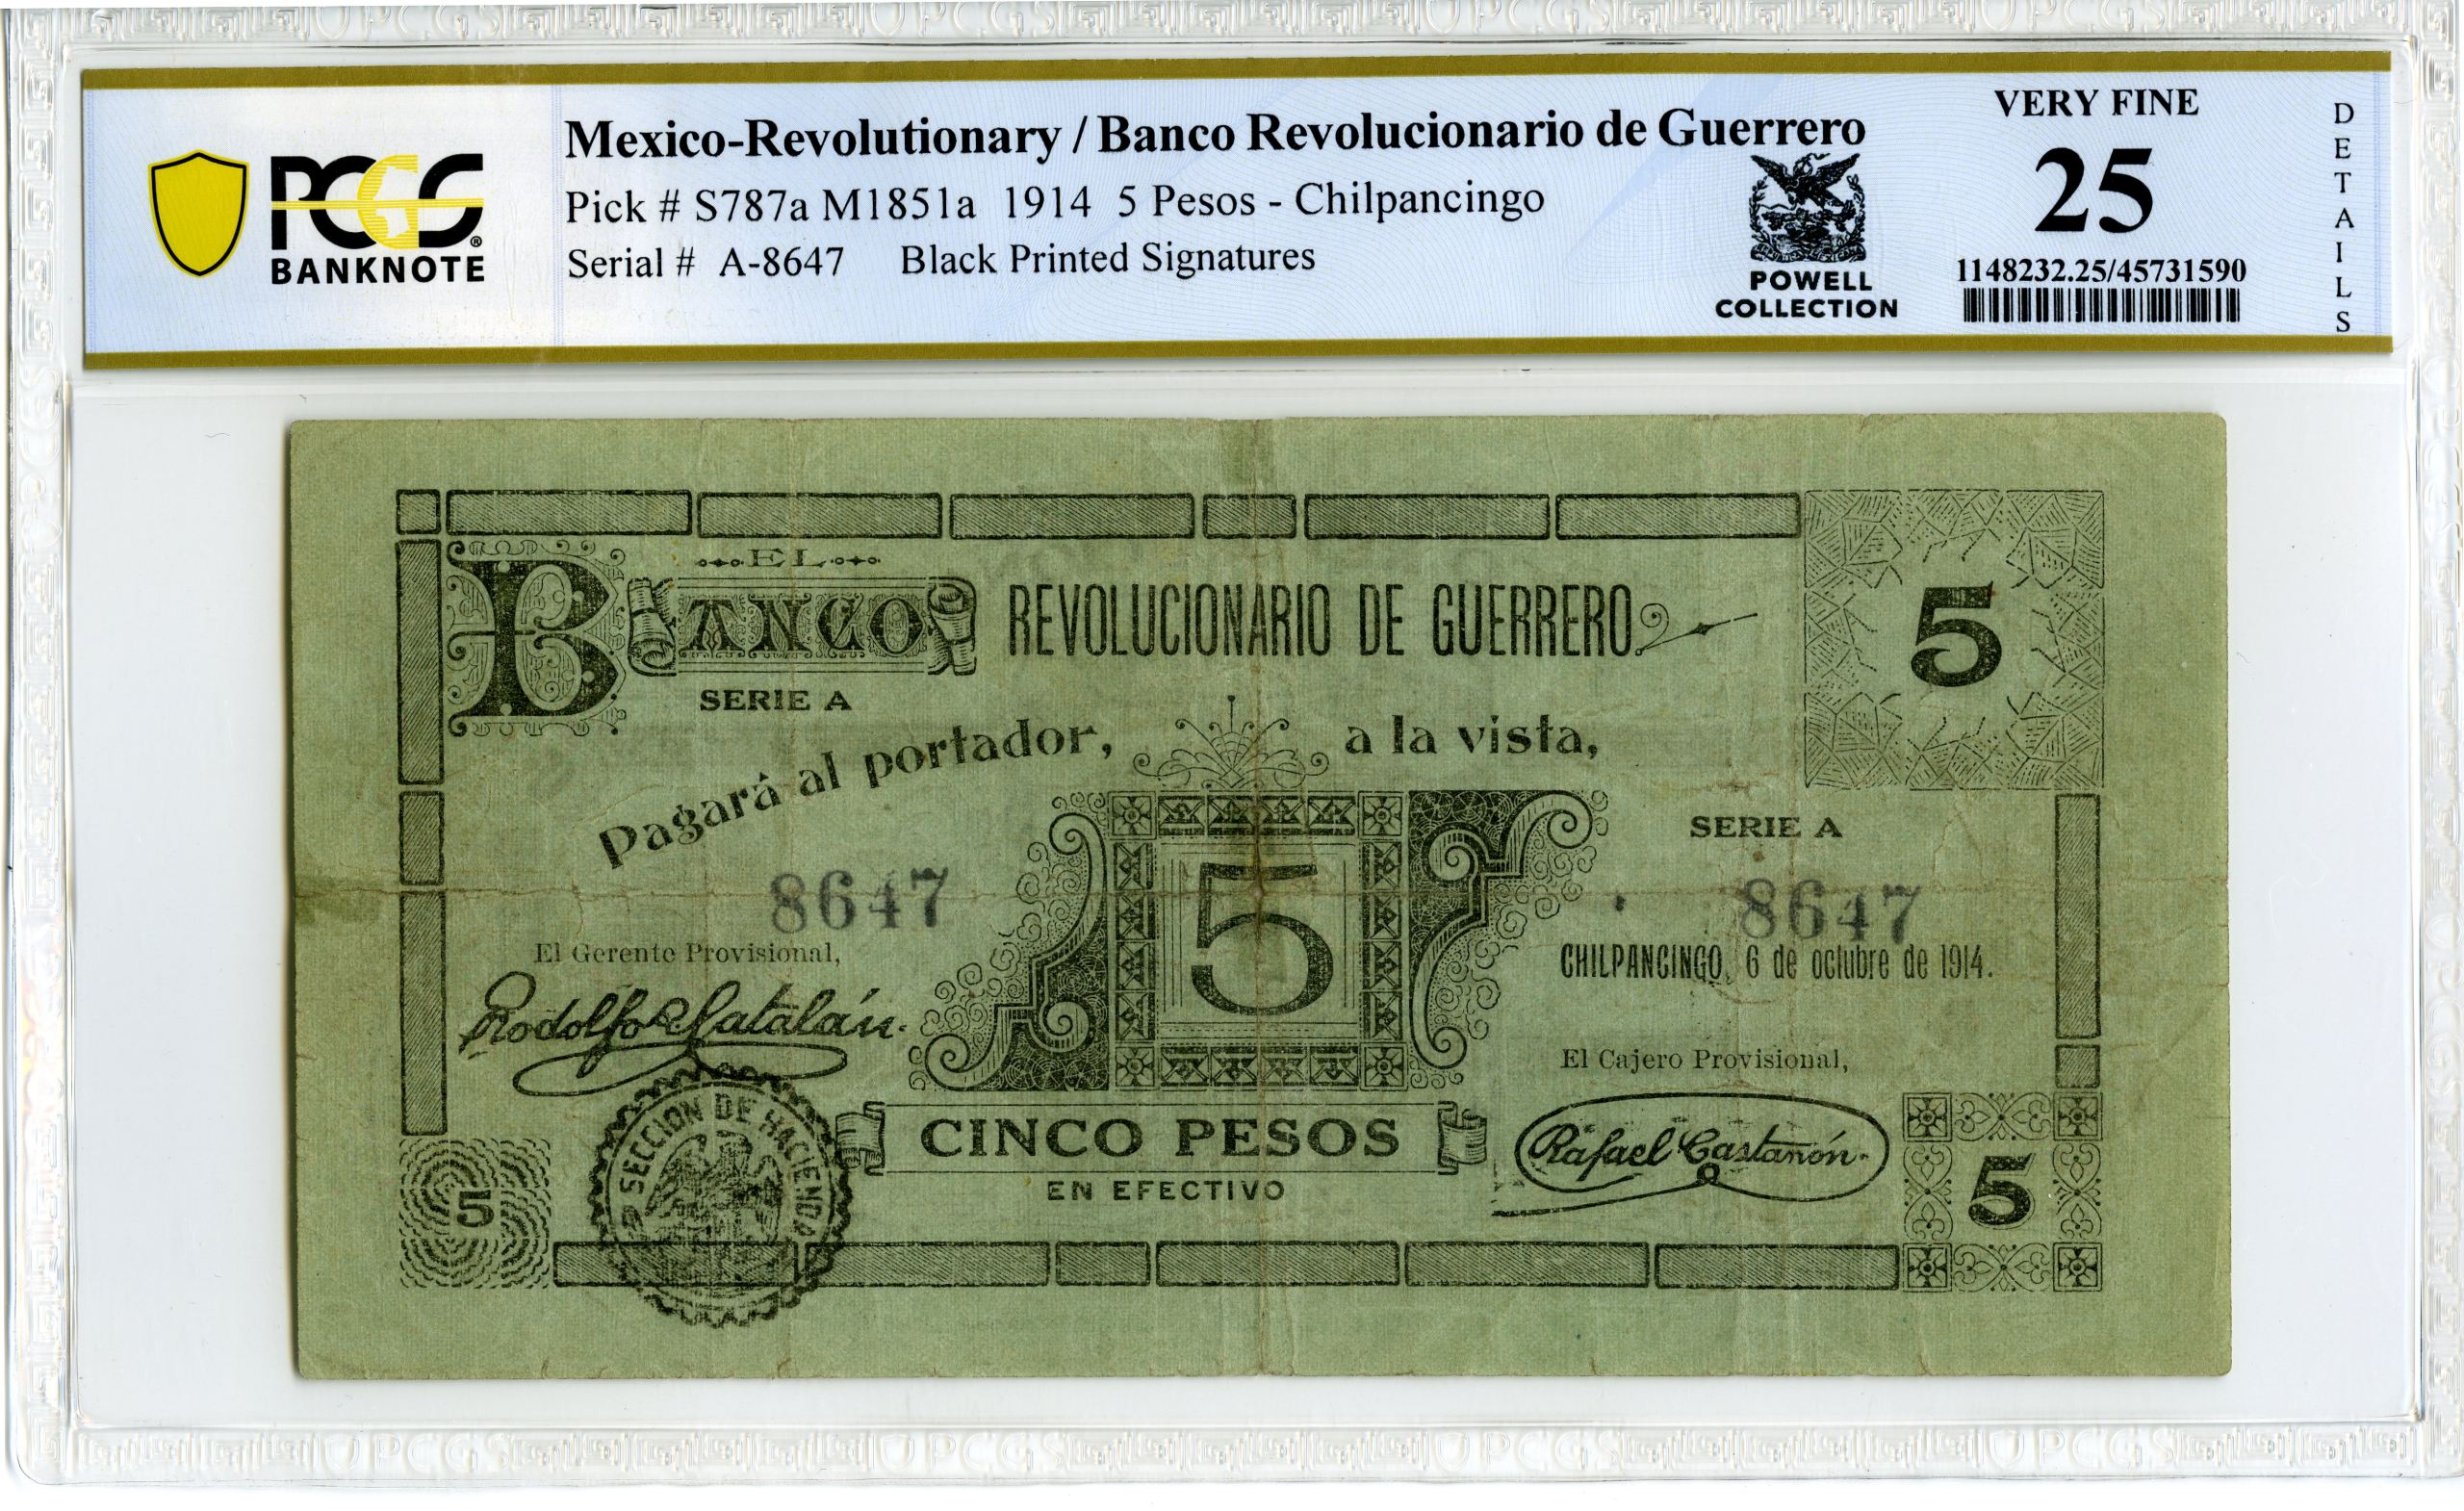 PCGS BANKNOTE
Mexico-Revolutionary / Banco Revolucionario de Guerrero
Pick # S787a M1851a 1914 5 Pesos - Chilpancingo
Serial # A-8647 Black Printed Signatures
POWELL
COLLECTION
VERY FINE
25
1148232.25/45731590
DETAILS
EL
BANCO REVOLUCIONARIO DE GUERRERO.
5
SERIE A
Pagará al portador, a la vista,
SERIE A
8647
5
8647
El Gerente Provisional,
CHILPANCINGO, 6 de octubre de 1914.
Rodolfo Catalán.
El Cajero Provisional,
SECCION DE HACIENDA
CINCO PESOS
Rafael Castañón.
EN EFECTIVO
5
5
PCGS
PCGS
PCGS